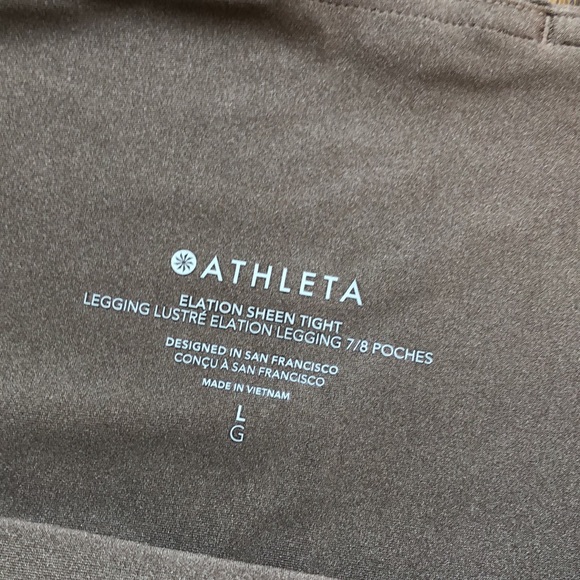 ATHLETA
ELATION SHEEN TIGHT
LEGGING LUSTRÉ ELATION LEGGING 7/8 POCHES
DESIGNED IN SAN FRANCISCO
CONÇU À SAN FRANCISCO
MADE IN VIETNAM
L
G